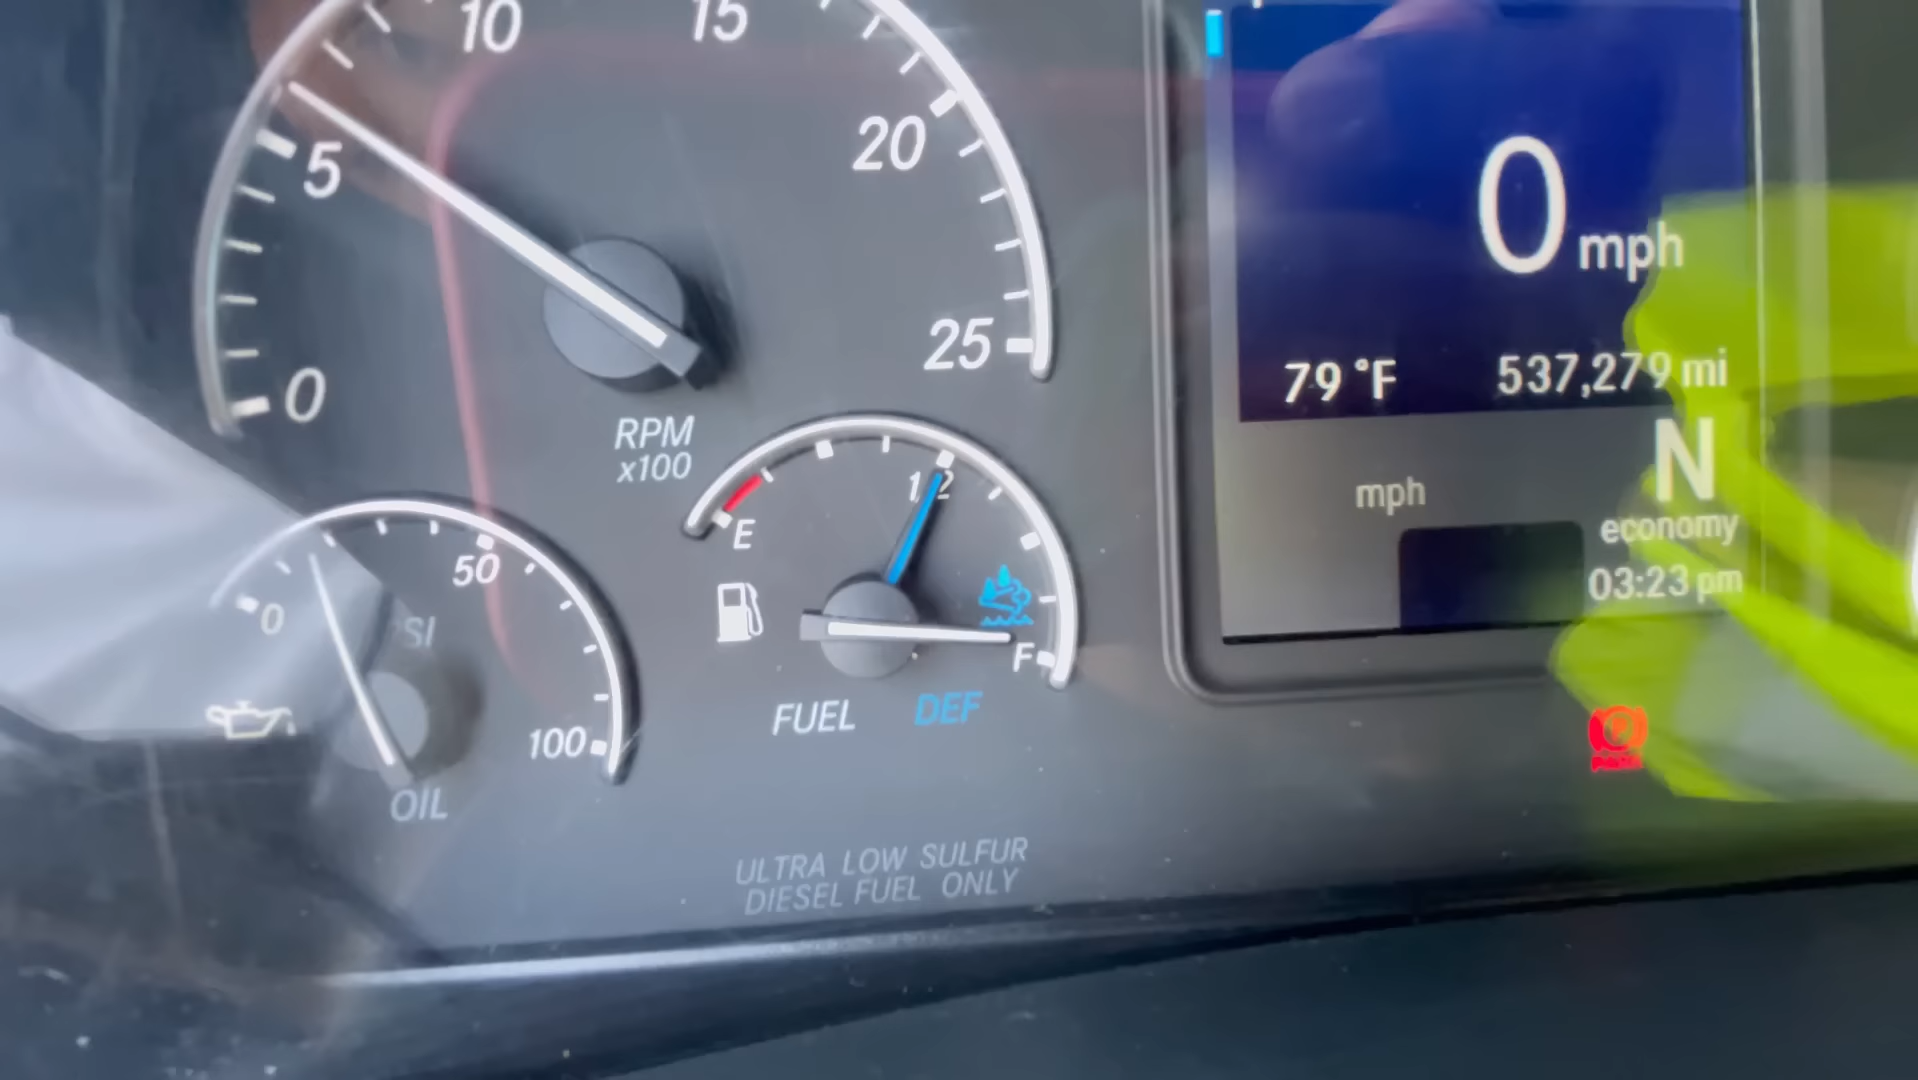 10
15
5
20
0
25
RPM
x100
0 mph
79 °F
537,279 mi
N
mph
economy
03:23 pm
E
1/2
F
FUEL
DEF
0
50
100
OIL
ULTRA LOW SULFUR
DIESEL FUEL ONLY